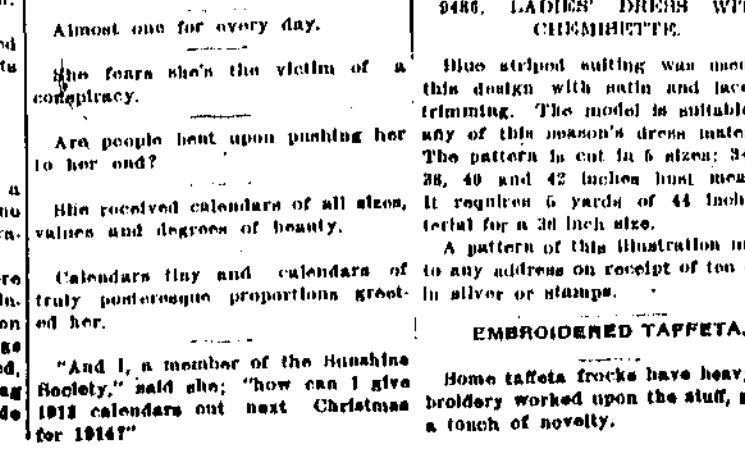 Almost one for every day.
She fears she's the victim of a
conspiracy.
Are people bent upon pushing her
to her end?
She received calendars of all sizes,
values and degrees of beauty.
Calendars tiny and calendars of
truly posteresque proportions greet-
ed her.
"And I, a member of the Sunshine
Society," said she; "how can I give
1913 calendars out next Christmas
for 1914?"
9486. LADIES' DRESS WIT
CHEMISETTE.
Blue striped suiting was used
this design with satin and lace
trimming. The model is suitable
any of this season's dress mater
The pattern is cut in 5 sizes: 34
38, 40 and 42 inches bust mea
It requires 5 yards of 44 inch
terial for a 36 inch size.
A pattern of this illustration m
to any address on receipt of ten
in silver or stamps.
EMBROIDERED TAFFETA.
Some taffeta frocks have heav
broidery worked upon the stuff,
a touch of novelty.